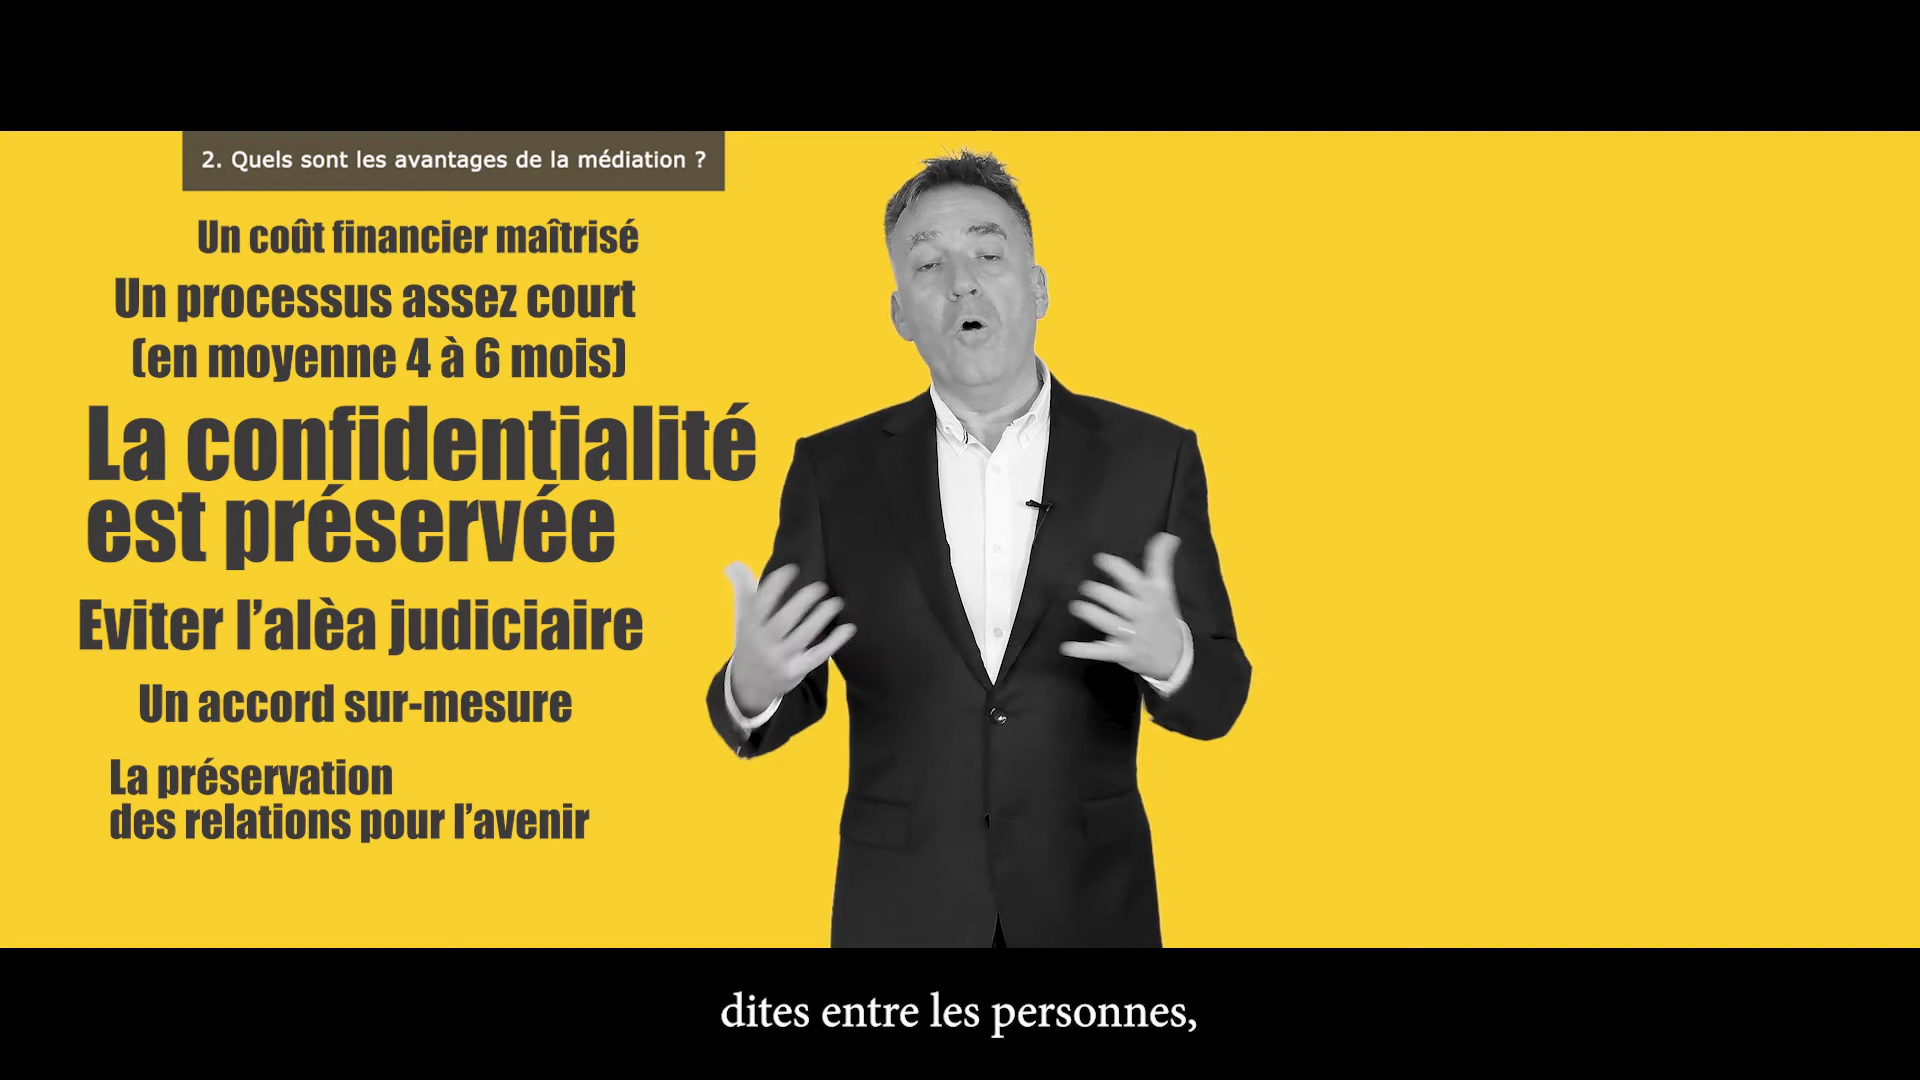 2. Quels sont les avantages de la médiation ?
Un coût financier maîtrisé
Un processus assez court
(en moyenne 4 à 6 mois)
La confidentialité
est préservée
Eviter l’alèa judiciaire
Un accord sur-mesure
La préservation
des relations pour l’avenir
dites entre les personnes,